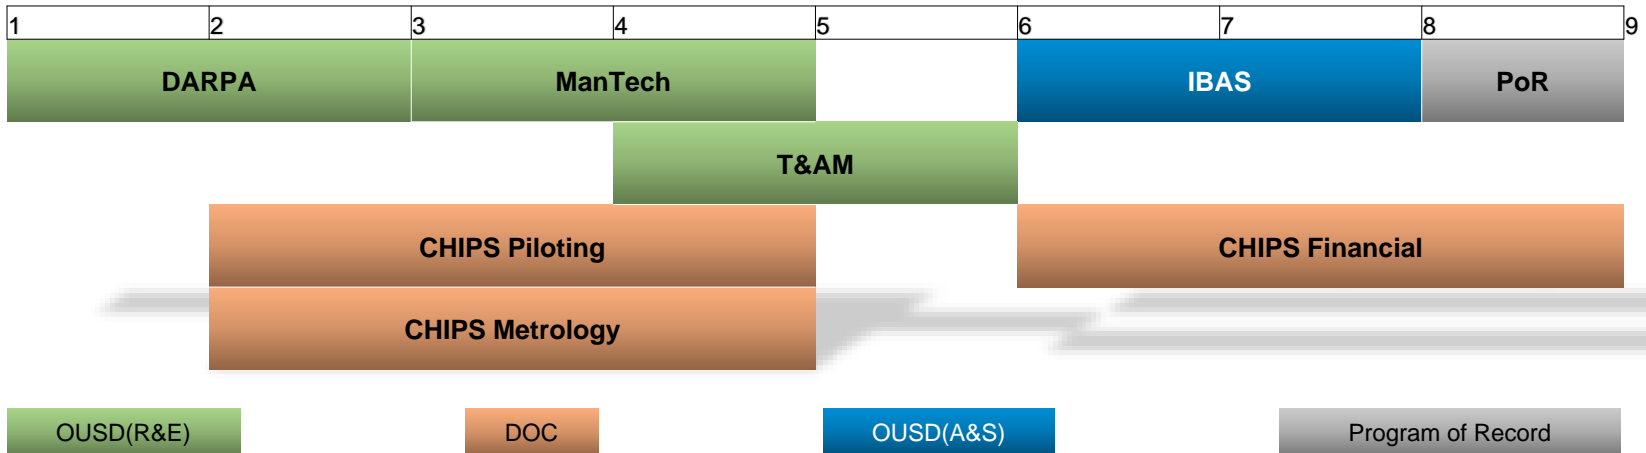 1 2 3 4 5 6 7 8 9
DARPA ManTech IBAS PoR
T&AM
CHIPS Piloting CHIPS Financial
CHIPS Metrology
OUSD(R&E) DOC OUSD(A&S) Program of Record